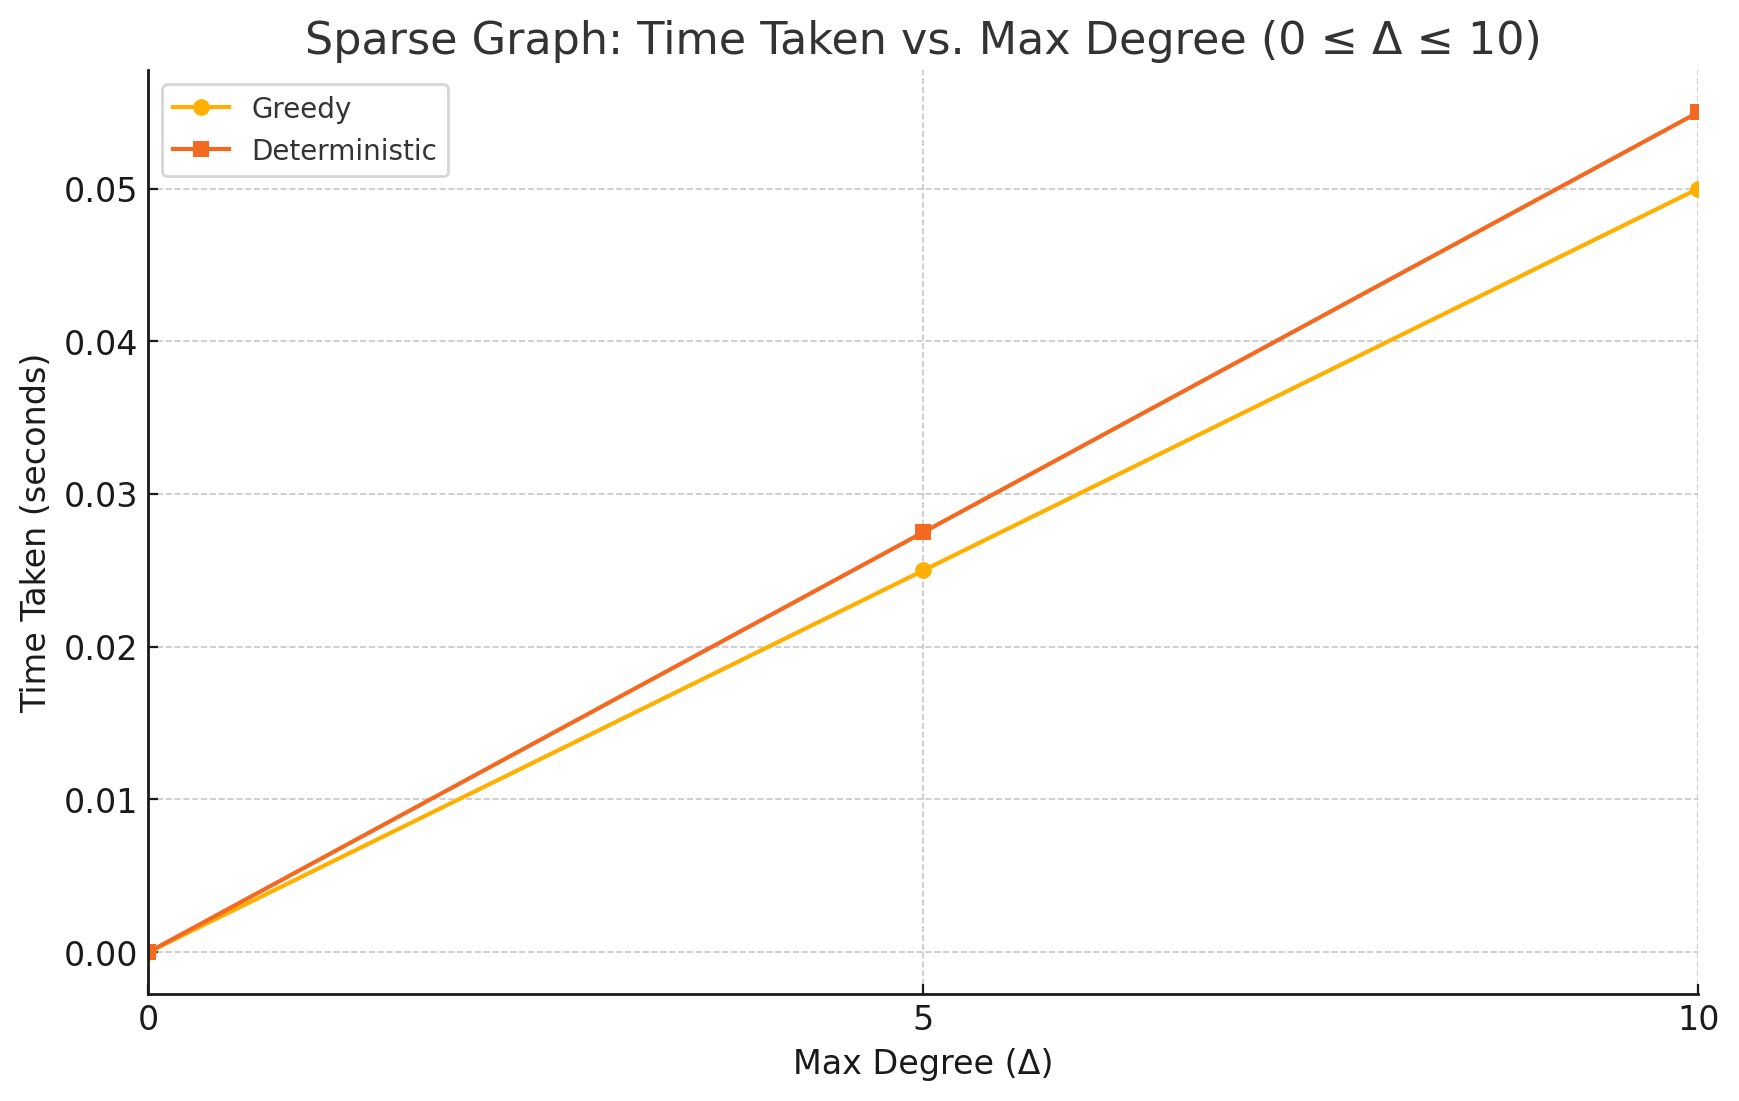 Sparse Graph: Time Taken vs. Max Degree (0 ≤ Δ ≤ 10)
Greedy
Deterministic
0.05
0.04
0.03
0.02
0.01
0.00
Time Taken (seconds)
0 5 10
Max Degree (Δ)